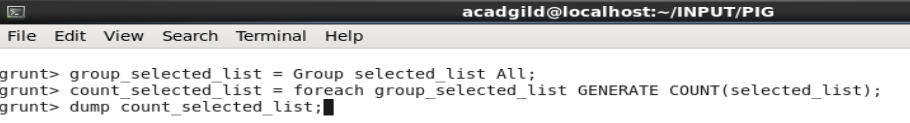 acadgild@localhost:~/INPUT/PIG
File Edit View Search Terminal Help
grunt> group_selected_list = Group selected_list All;
grunt> count_selected_list = foreach group_selected_list GENERATE COUNT(selected_list);
grunt> dump count_selected_list;